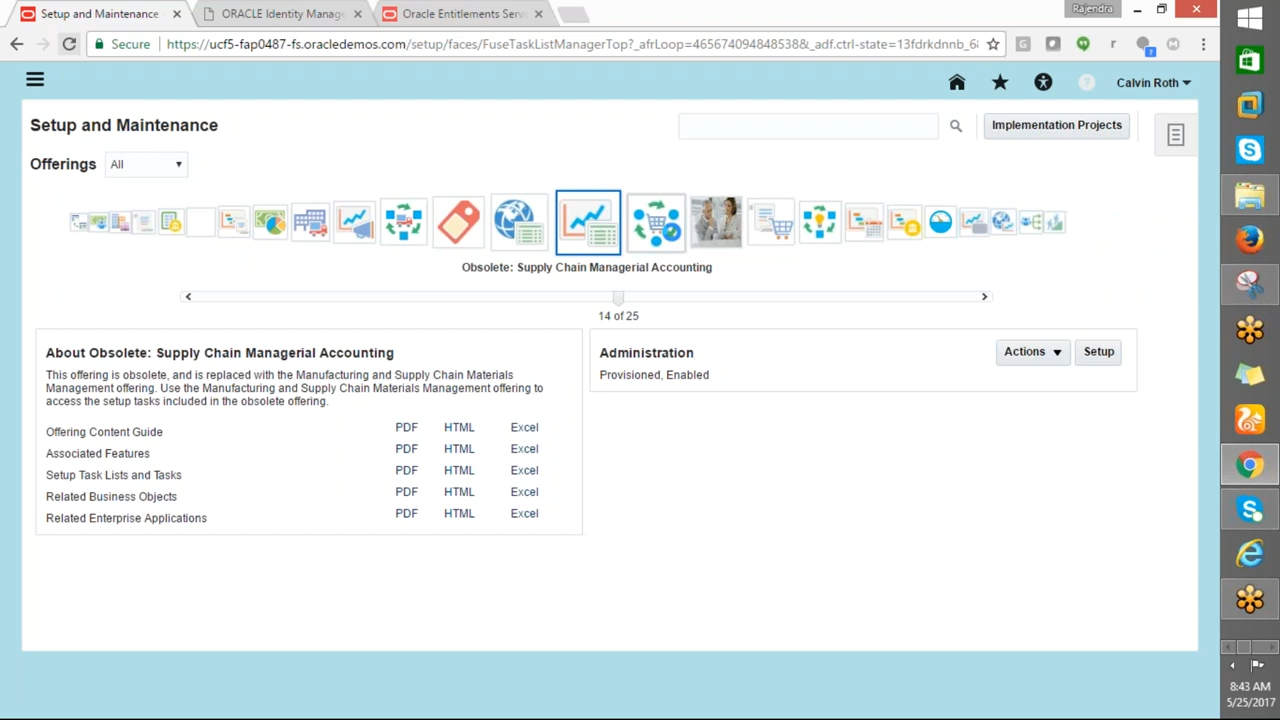 Setup and Maintenance -
ORACLE Identity Manage
Oracle Entitlements Serv
Rajendra
Secure
https://ucf5-fap0487-fs.oracledemos.com/setup/faces/FuseTaskListManagerTop?_afrLoop=465674094848538&_adf.ctrl-state=13fdrkdnnb_6
Calvin Roth
Setup and Maintenance
Implementation Projects
Offerings
All
Obsolete: Supply Chain Managerial Accounting
14 of 25
About Obsolete: Supply Chain Managerial Accounting
This offering is obsolete, and is replaced with the Manufacturing and Supply Chain Materials
Management offering. Use the Manufacturing and Supply Chain Materials Management offering to
access the setup tasks included in the obsolete offering.
Offering Content Guide PDF HTML Excel
Associated Features PDF HTML Excel
Setup Task Lists and Tasks PDF HTML Excel
Related Business Objects PDF HTML Excel
Related Enterprise Applications PDF HTML Excel
Administration
Actions
Setup
Provisioned, Enabled
8:43 AM
5/25/2017